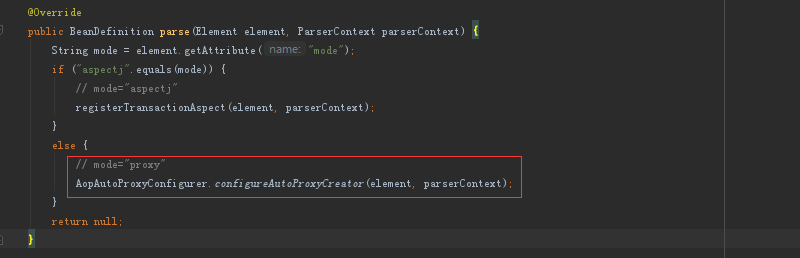 @Override
public BeanDefinition parse(Element element, ParserContext parserContext) {
String mode = element.getAttribute( name: "mode");
if ("aspectj".equals(mode)) {
// mode="aspectj"
registerTransactionAspect(element, parserContext);
}
else {
// mode="proxy"
AopAutoProxyConfigurer.configureAutoProxyCreator(element, parserContext);
}
return null;
}